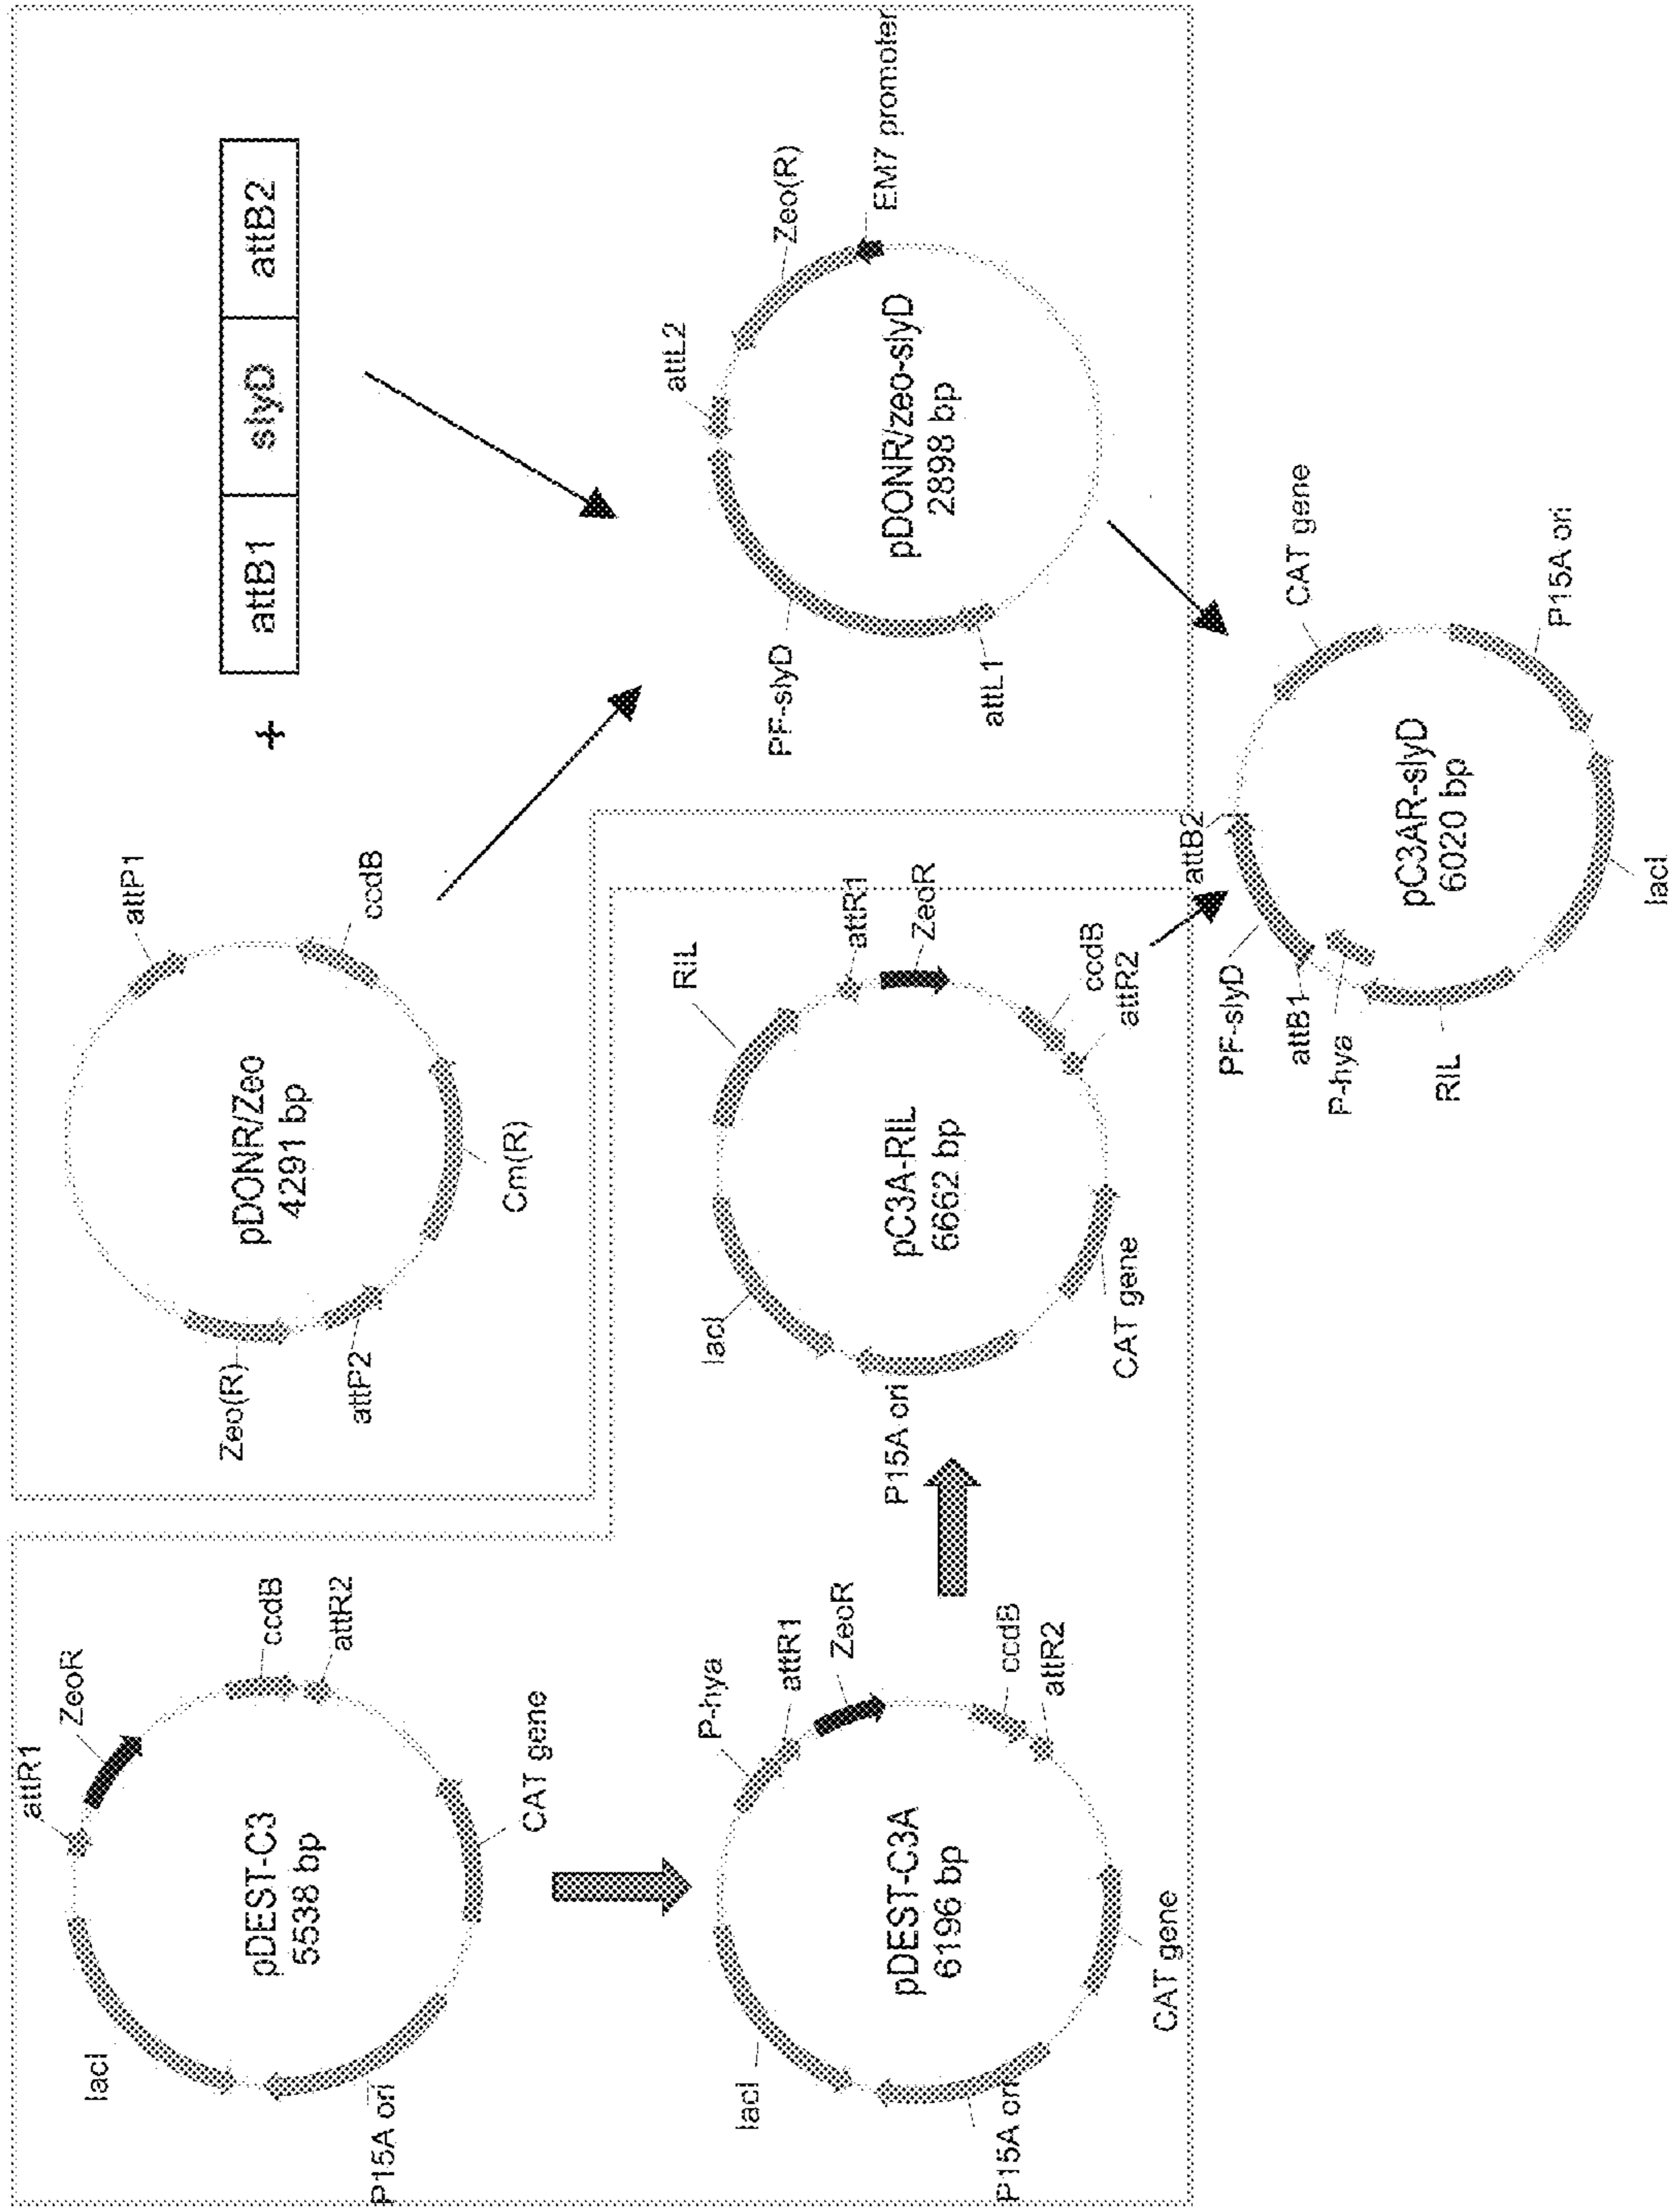 attR1
ZeoR
ccdB
attR2
CAT gene
P15A ori
lacI
pDEST-C3
5538 bp
P-hya
attR1
ZeoR
ccdB
attR2
CAT gene
P15A ori
lacI
pDEST-C3A
6196 bp
RIL
attR1
ZeoR
ccdB
attR2
CAT gene
P15A ori
lacI
pC3A-RIL
6662 bp
attP1
ccdB
Cm(R)
attP2
Zeo(R)
pDONR/Zeo
4291 bp
+
attB1 slyD attB2
attL2
Zeo(R)
EM7 promoter
PF-slyD
attL1
pDONR/zeo-slyD
2898 bp
attB2
CAT gene
P15A ori
lacI
RIL
P-hya
attB1
PF-slyD
pC3AR-slyD
6020 bp